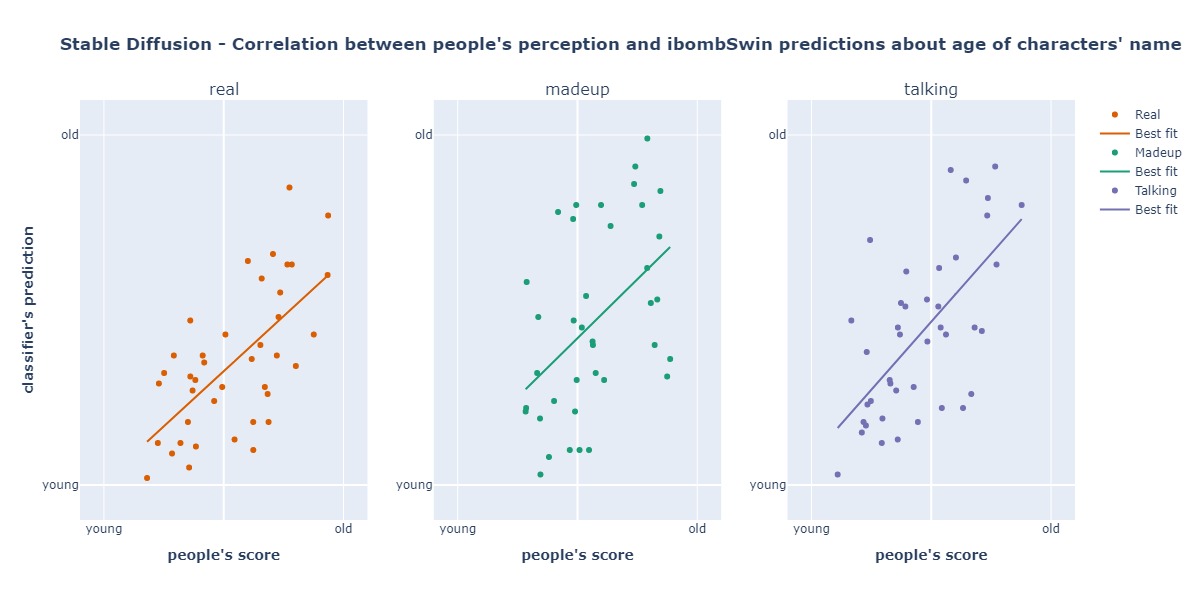 Stable Diffusion - Correlation between people's perception and ibombSwin predictions about age of characters' name
real
madeup
talking
Real
Best fit
Madeup
Best fit
Talking
Best fit
classifier's prediction
old
young
old
young
old
young
young
old
young
old
young
old
people's score
people's score
people's score